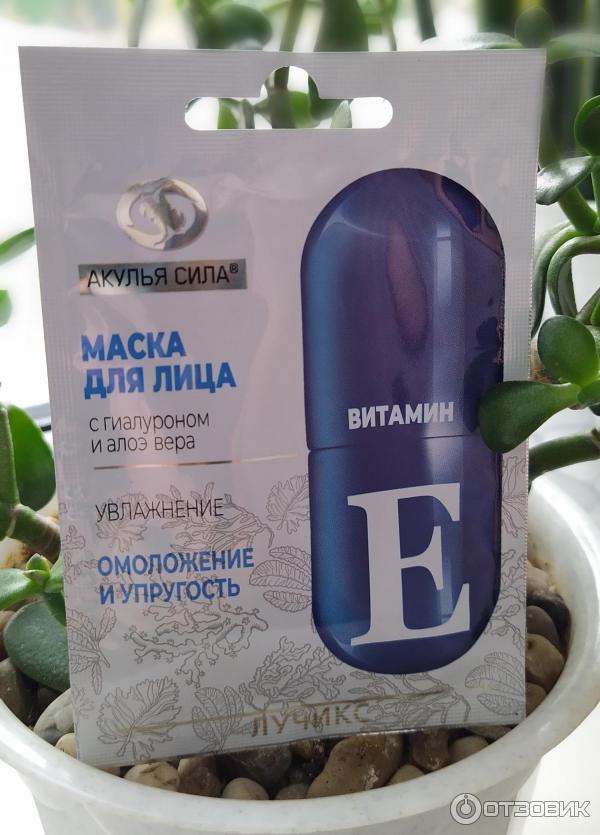 АКУЛЬЯ СИЛА®
МАСКА
ДЛЯ ЛИЦА
с гиалуроном
и алоэ вера
УВЛАЖНЕНИЕ
ОМОЛОЖЕНИЕ
И УПРУГОСТЬ
ВИТАМИН
E
ЛУЧИКС
ОТЗОВИК